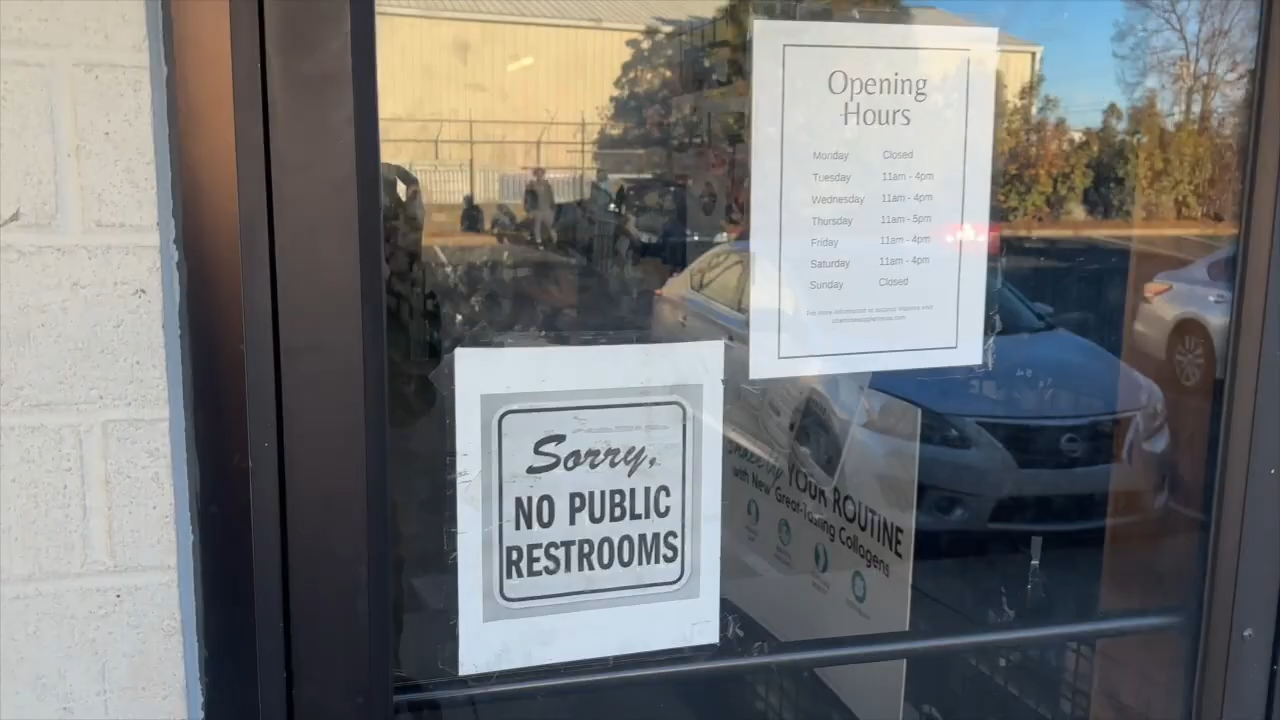 Opening
Hours
Monday Closed
Tuesday 11am - 4pm
Wednesday 11am - 4pm
Thursday 11am - 5pm
Friday 11am - 4pm
Saturday 11am - 4pm
Sunday Closed
Sorry,
NO PUBLIC
RESTROOMS
YOUR ROUTINE
with New Great-Tasting Collagens